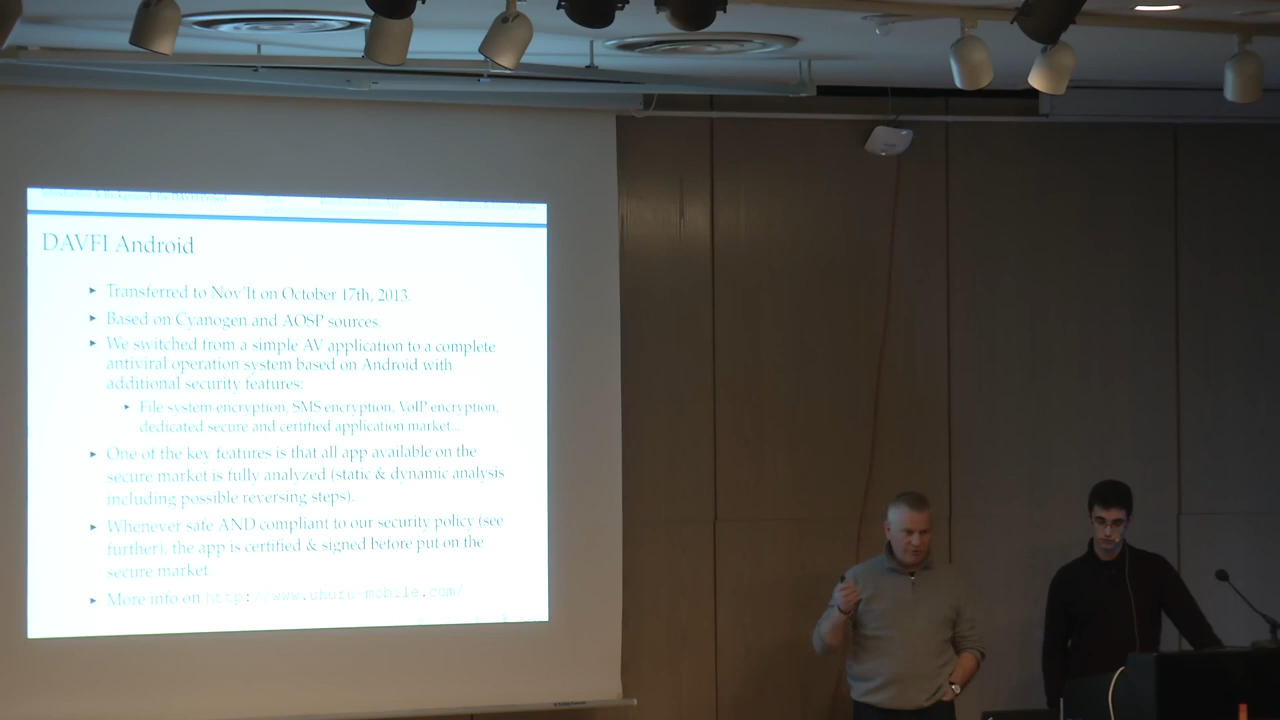 DAVFI Android
▸ Transferred to Nov'It on October 17th, 2013.
▸ Based on Cyanogen and AOSP sources.
▸ We switched from a simple AV application to a complete
antiviral operation system based on Android with
additional security features:
▸ File system encryption, SMS encryption, VoIP encryption,
dedicated secure and certified application market...
▸ One of the key features is that all app available on the
secure market is fully analyzed (static & dynamic analysis
including possible reversing steps).
▸ Whenever safe AND compliant to our security policy (see
further), the app is certified & signed before put on the
secure market.
▸ More info on http://www.uhuru-mobile.com/